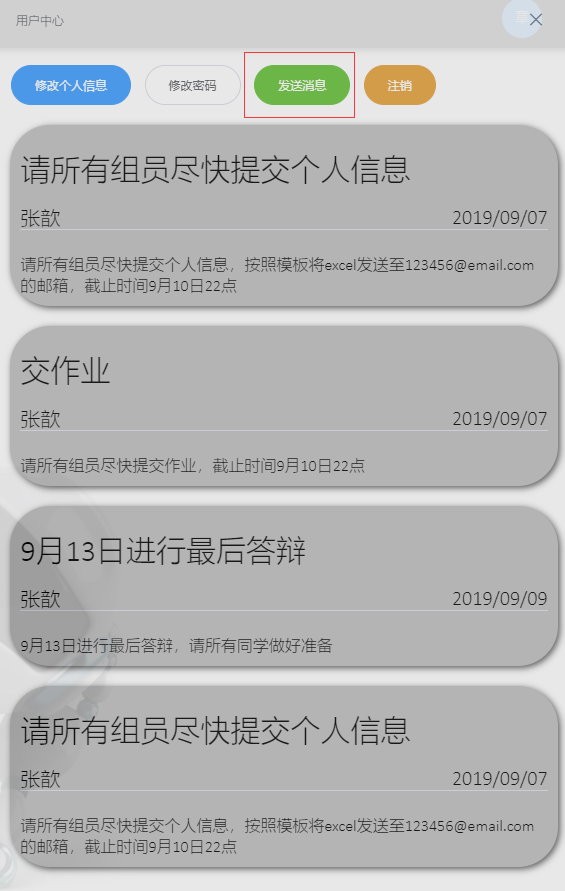 用户中心
修改个人信息 修改密码 发送消息 注销
请所有组员尽快提交个人信息
张歆 2019/09/07
请所有组员尽快提交个人信息，按照模板将excel发送至123456@email.com
的邮箱，截止时间9月10日22点
交作业
张歆 2019/09/07
请所有组员尽快提交作业，截止时间9月10日22点
9月13日进行最后答辩
张歆 2019/09/09
9月13日进行最后答辩，请所有同学做好准备
请所有组员尽快提交个人信息
张歆 2019/09/07
请所有组员尽快提交个人信息，按照模板将excel发送至123456@email.com
的邮箱，截止时间9月10日22点